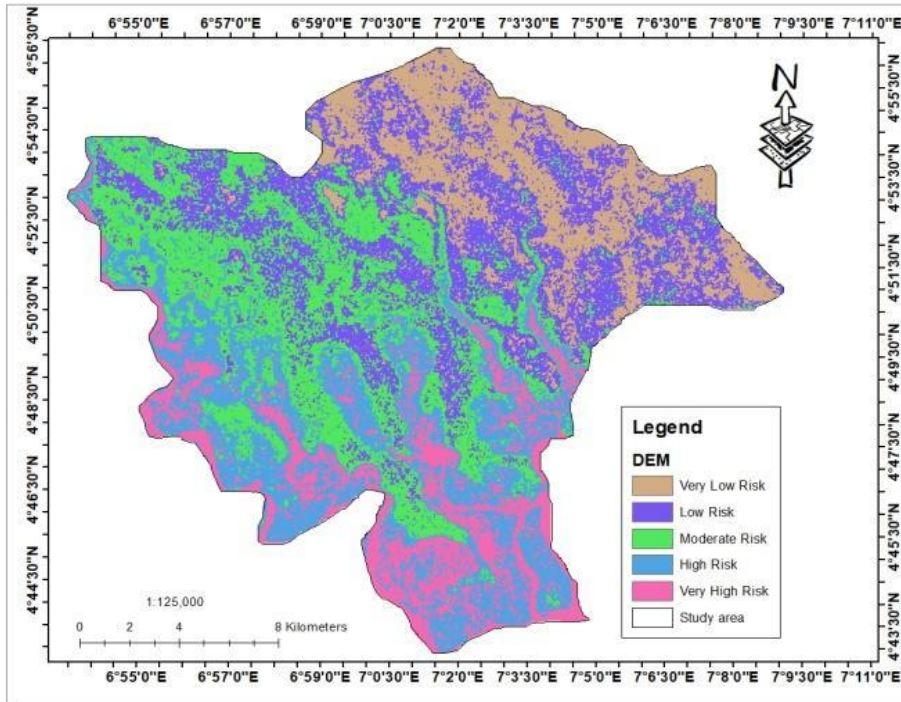 6°55'0"E 6°57'0"E 6°59'0"E 7°0'30"E 7°2'0"E 7°3'30"E 7°5'0"E 7°6'30"E 7°8'0"E 7°9'30"E 7°11'0"E
4°56'30"N
4°54'30"N
4°52'30"N
4°50'30"N
4°48'30"N
4°46'30"N
4°44'30"N
N
4°55'30"N
4°53'30"N
4°51'30"N
4°49'30"N
4°47'30"N
4°45'30"N
4°43'30"N
Legend
DEM
Very Low Risk
Low Risk
Moderate Risk
High Risk
Very High Risk
Study area
1:125,000
0 2 4 8 Kilometers
6°55'0"E 6°57'0"E 6°59'0"E 7°0'30"E 7°2'0"E 7°3'30"E 7°5'0"E 7°6'30"E 7°8'0"E 7°9'30"E 7°11'0"E